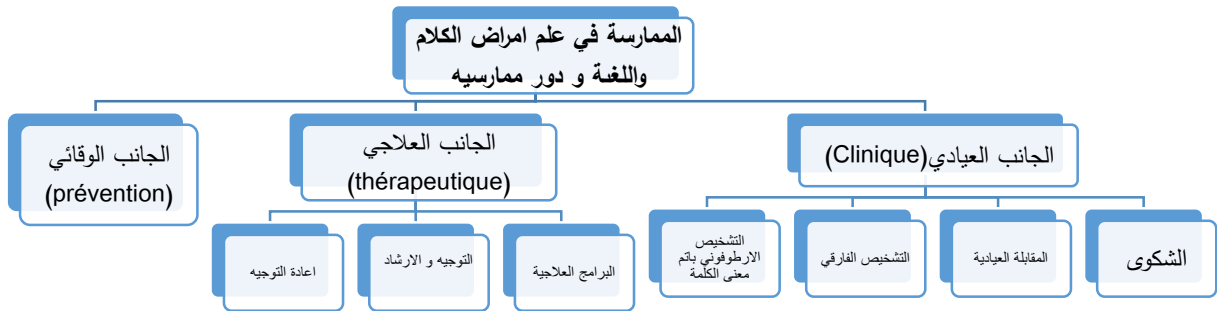 الممارسة في علم امراض الكلام
واللغة و دور ممارسيه
الجانب العيادي(Clinique)
الجانب العلاجي
(thérapeutique)
الجانب الوقائي
(prévention)
الشكوى
المقابلة العيادية
التشخيص الفارقي
التشخيص
الارطوفوني باتم
معنى الكلمة
البرامج العلاجية
التوجيه و الارشاد
اعادة التوجيه